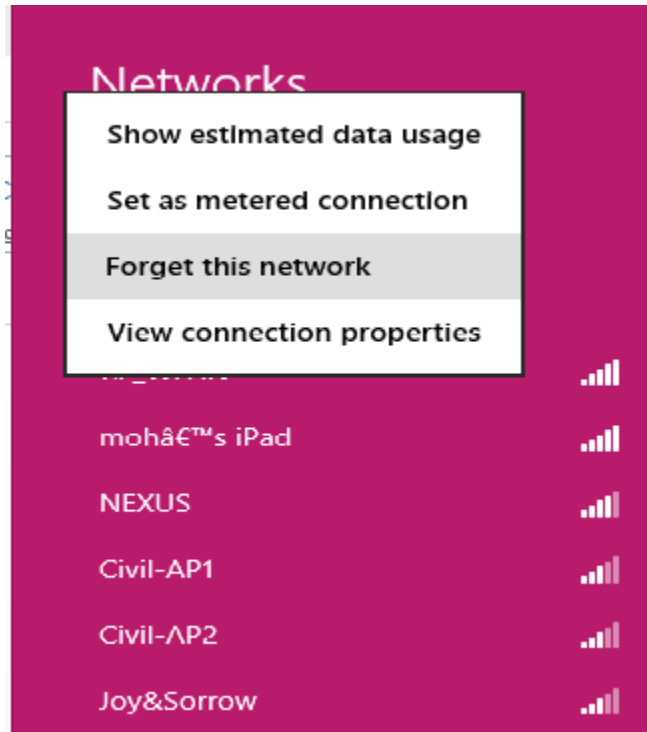 Networks
Show estimated data usage
Set as metered connection
Forget this network
View connection properties
mohâ€™s iPad
NEXUS
Civil-AP1
Civil-AP2
Joy&Sorrow